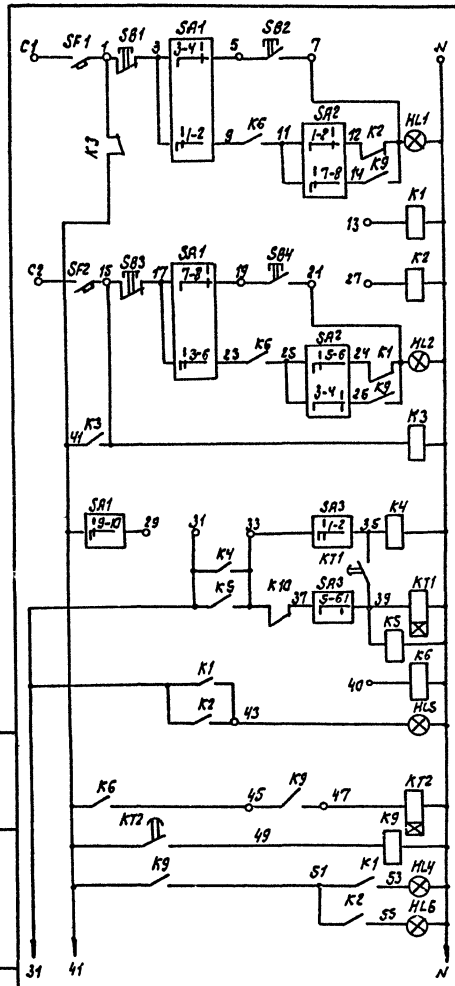 C1 SF1 1 SB1 3 SA1 3-4 5 SB2 7 N
1-2 9 K6 11 SA2 1-8 12 K2 HL1
7-8 14 K9
K3
13 K1
C2 SF2 15 SB3 17 SA1 7-8 19 SB4 21 27 K2
3-6 23 K6 25 SA2 5-6 24 K1 HL2
3-4 26 K9
41 K3 K3
SA1 9-10 29 31 33 SA3 1-2 35 K4
K4 KT1
K5 K10 37 SA3 5-6 39 KT1
K5
40 K6
K1
K2 43 HL5
K6 45 K9 47 KT2
KT2 49 K9
K9 51 K1 53 HL4
K2 55 HL6
31 41 N